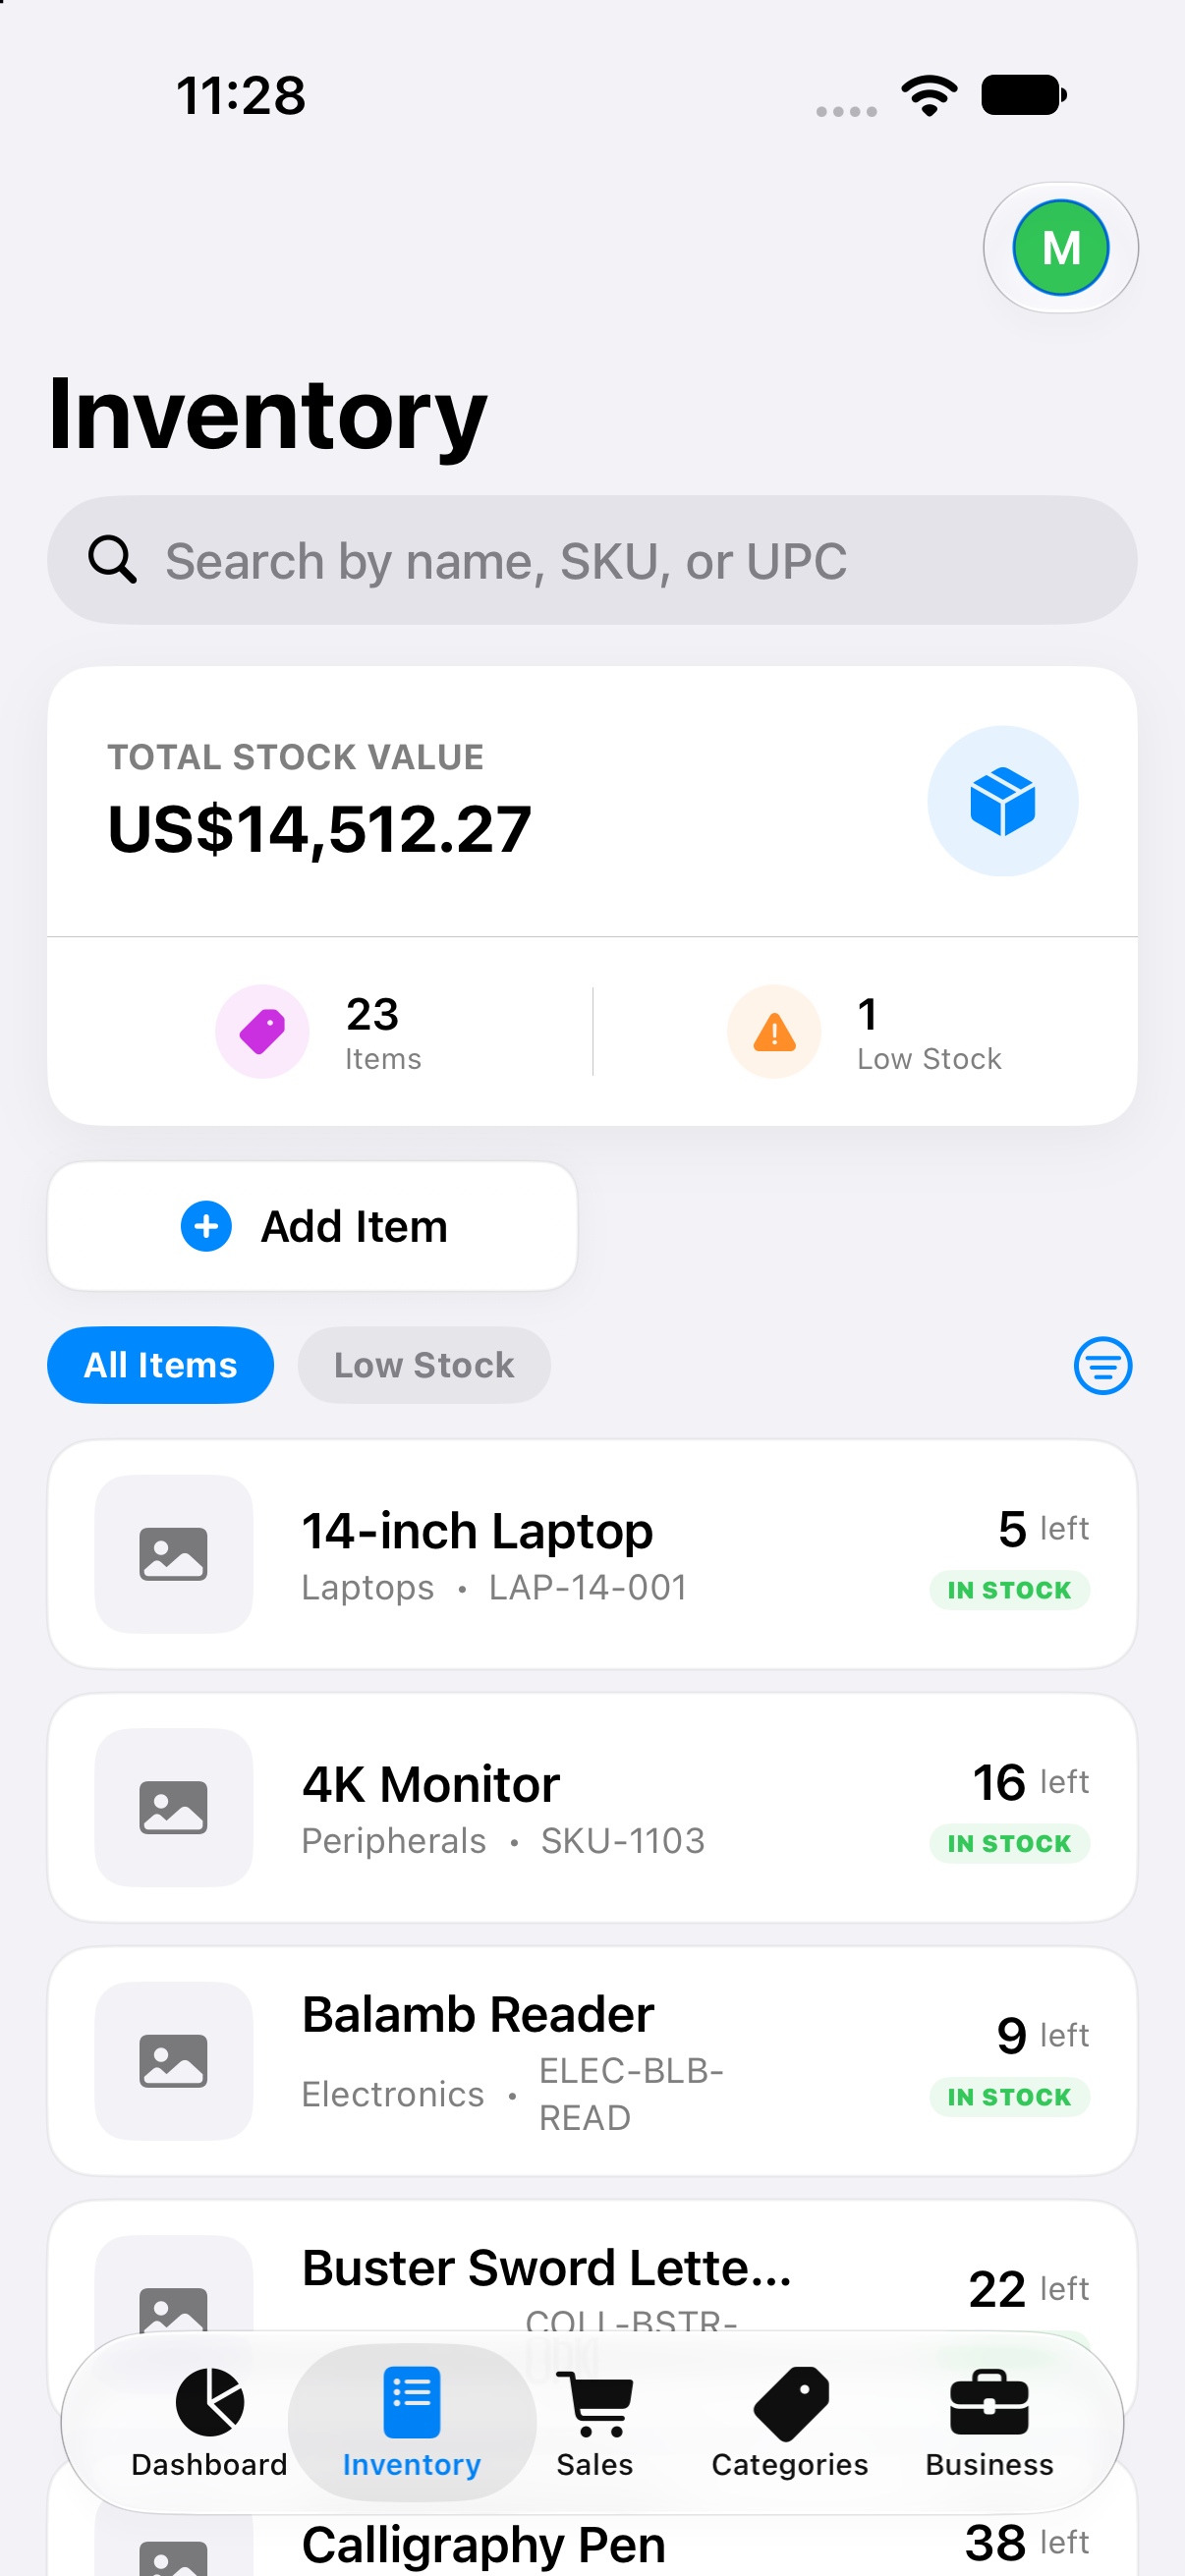 11:28
M
Inventory
Search by name, SKU, or UPC
TOTAL STOCK VALUE
US$14,512.27
23
Items
1
Low Stock
Add Item
All Items
Low Stock
14-inch Laptop
5 left
Laptops • LAP-14-001
IN STOCK
4K Monitor
16 left
Peripherals • SKU-1103
IN STOCK
Balamb Reader
9 left
Electronics • ELEC-BLB-
READ
IN STOCK
Buster Sword Lette...
22 left
COLL-BSTR-
Dashboard
Inventory
Sales
Categories
Business
Calligraphy Pen
38 left